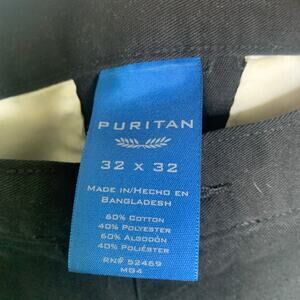 PURITAN
32 x 32
MADE IN/HECHO EN
BANGLADESH
60% COTTON
40% POLYESTER
60% ALGODÓN
40% POLIÉSTER
RN# 52469
MG4